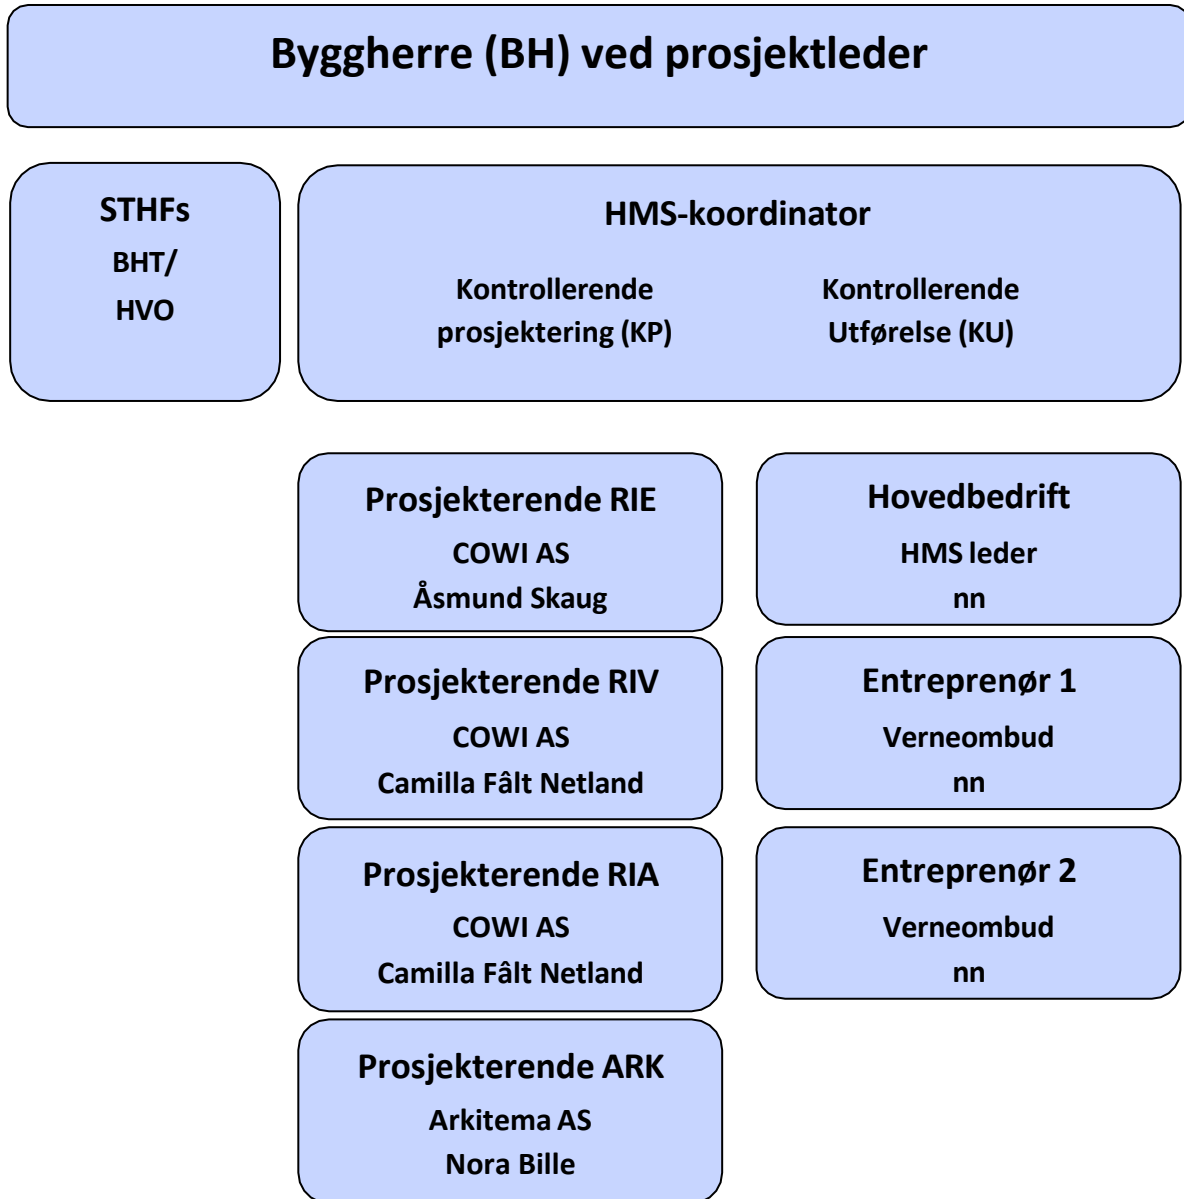 Byggherre (BH) ved prosjektleder
STHFs
BHT/
HVO
HMS-koordinator
Kontrollerende
prosjektering (KP)
Kontrollerende
Utførelse (KU)
Prosjekterende RIE
COWI AS
Åsmund Skaug
Hovedbedrift
HMS leder
nn
Prosjekterende RIV
COWI AS
Camilla Fâlt Netland
Entreprenør 1
Verneombud
nn
Prosjekterende RIA
COWI AS
Camilla Fâlt Netland
Entreprenør 2
Verneombud
nn
Prosjekterende ARK
Arkitema AS
Nora Bille